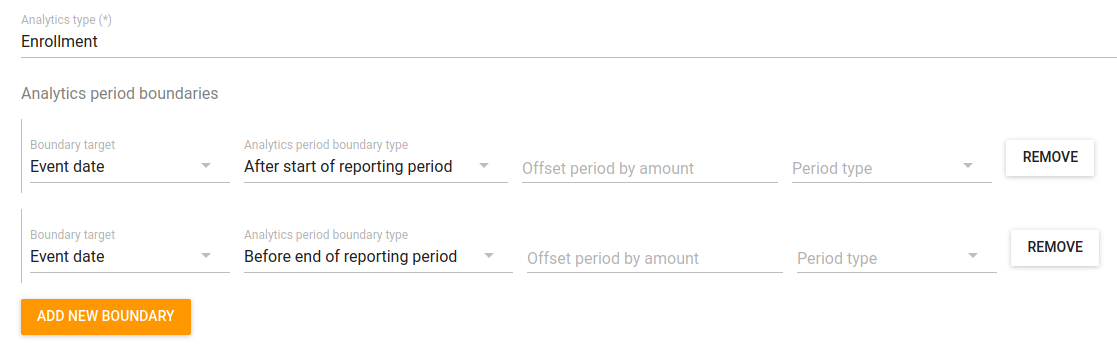 Analytics type (*)
Enrollment
Analytics period boundaries
Boundary target Analytics period boundary type
Event date After start of reporting period Offset period by amount Period type REMOVE
Boundary target Analytics period boundary type
Event date Before end of reporting period Offset period by amount Period type REMOVE
ADD NEW BOUNDARY